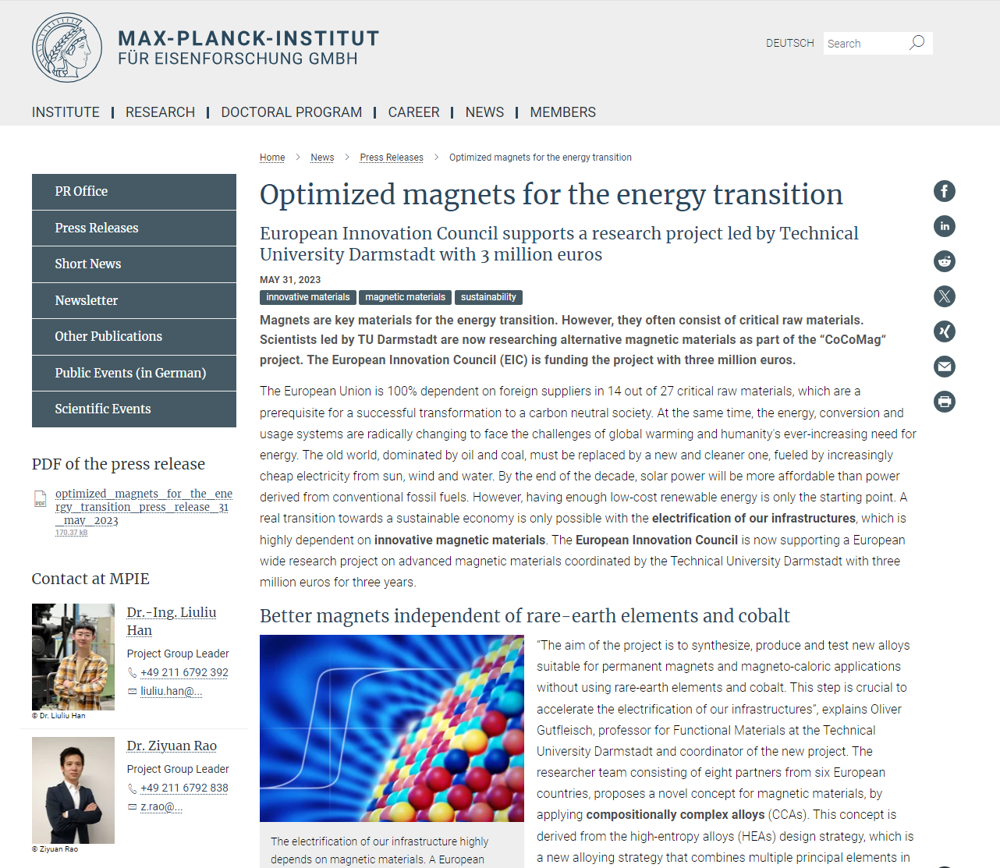 MAX-PLANCK-INSTITUT
FÜR EISENFORSCHUNG GMBH
DEUTSCH
Search
INSTITUTE
RESEARCH
DOCTORAL PROGRAM
CAREER
NEWS
MEMBERS
Home
News
Press Releases
Optimized magnets for the energy transition
PR Office
Press Releases
Short News
Newsletter
Other Publications
Public Events (in German)
Scientific Events
PDF of the press release
PDF
optimized_magnets_for_the_ene
rgy_transition_press_release_31
_may_2023
170.37 kB
Contact at MPIE
Dr.-Ing. Liuliu
Han
Project Group Leader
+49 211 6792 392
liuliu.han@...
© Dr. Liuliu Han
Dr. Ziyuan Rao
Project Group Leader
+49 211 6792 838
z.rao@...
© Ziyuan Rao
Optimized magnets for the energy transition
European Innovation Council supports a research project led by Technical
University Darmstadt with 3 million euros
MAY 31, 2023
innovative materials
magnetic materials
sustainability
Magnets are key materials for the energy transition. However, they often consist of critical raw materials.
Scientists led by TU Darmstadt are now researching alternative magnetic materials as part of the “CoCoMag“
project. The European Innovation Council (EIC) is funding the project with three million euros.
The European Union is 100% dependent on foreign suppliers in 14 out of 27 critical raw materials, which are a
prerequisite for a successful transformation to a carbon neutral society. At the same time, the energy, conversion and
usage systems are radically changing to face the challenges of global warming and humanity's ever-increasing need for
energy. The old world, dominated by oil and coal, must be replaced by a new and cleaner one, fueled by increasingly
cheap electricity from sun, wind and water. By the end of the decade, solar power will be more affordable than power
derived from conventional fossil fuels. However, having enough low-cost renewable energy is only the starting point. A
real transition towards a sustainable economy is only possible with the electrification of our infrastructures, which is
highly dependent on innovative magnetic materials. The European Innovation Council is now supporting a European
wide research project on advanced magnetic materials coordinated by the Technical University Darmstadt with three
million euros for three years.
Better magnets independent of rare-earth elements and cobalt
The electrification of our infrastructure highly
depends on magnetic materials. A European
“The aim of the project is to synthesize, produce and test new alloys
suitable for permanent magnets and magneto-caloric applications
without using rare-earth elements and cobalt. This step is crucial to
accelerate the electrification of our infrastructures”, explains Oliver
Gutfleisch, professor for Functional Materials at the Technical
University Darmstadt and coordinator of the new project. The
researcher team consisting of eight partners from six European
countries, proposes a novel concept for magnetic materials, by
applying compositionally complex alloys (CCAs). This concept is
derived from the high-entropy alloys (HEAs) design strategy, which is
a new alloying strategy that combines multiple principal elements in